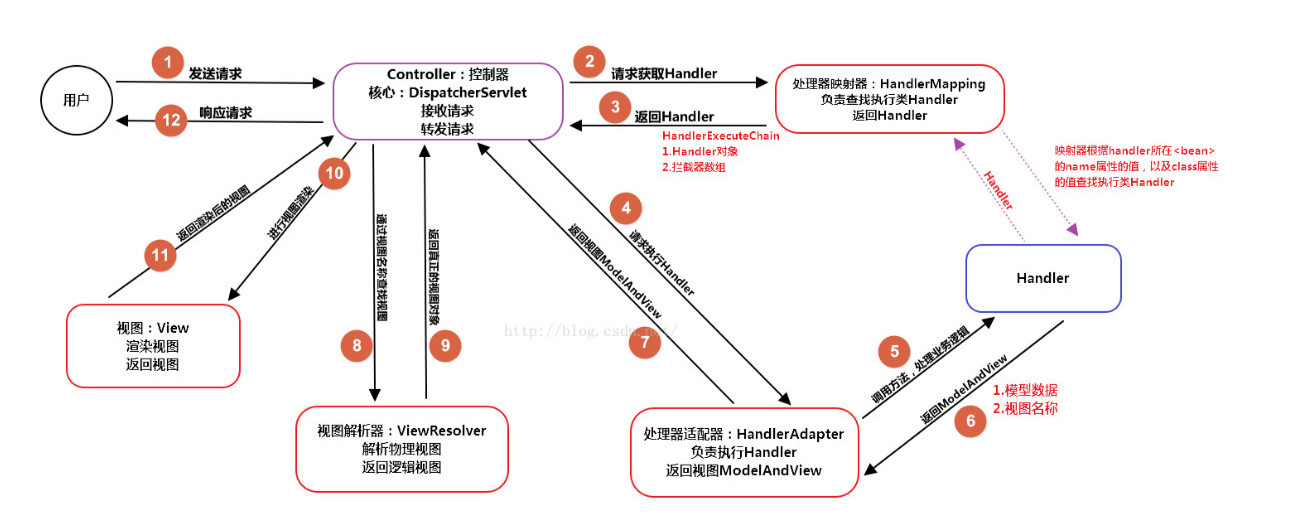 1
发送请求
用户
12
响应请求
Controller：控制器
核心：DispatcherServlet
接收请求
转发请求
2
请求获取Handler
3
返回Handler
HandlerExecuteChain
1.Handler对象
2.拦截器数组
处理器映射器：HandlerMapping
负责查找执行类Handler
返回Handler
映射器根据handler所在<bean>
的name属性的值，以及class属性
的值查找执行类Handler
Handler
Handler
4
请求执行Handler
5
调用方法，处理业务逻辑
6
返回ModelAndView
1.模型数据
2.视图名称
处理器适配器：HandlerAdapter
负责执行Handler
返回视图ModelAndView
7
返回视图ModelAndView
8
通过视图名称查找视图
9
返回真正的视图对象
视图解析器：ViewResolver
解析物理视图
返回逻辑视图
10
进行视图渲染
11
返回渲染后的视图
视图：View
渲染视图
返回视图
http://blog.csdn.net/